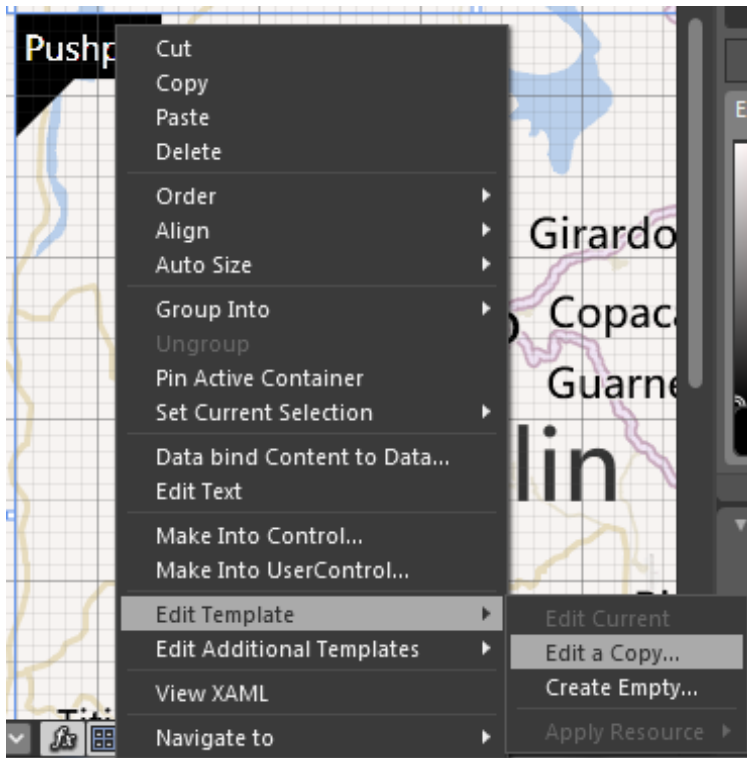 Pushp
Cut
Copy
Paste
Delete
Order
Align
Auto Size
Girardo
Group Into
Ungroup
Copac
Pin Active Container
Guarne
Set Current Selection
Data bind Content to Data...
lin
Edit Text
Make Into Control...
Make Into UserControl...
Edit Template
Edit Current
Edit Additional Templates
Edit a Copy...
View XAML
Create Empty...
Navigate to
Apply Resource
fx
E